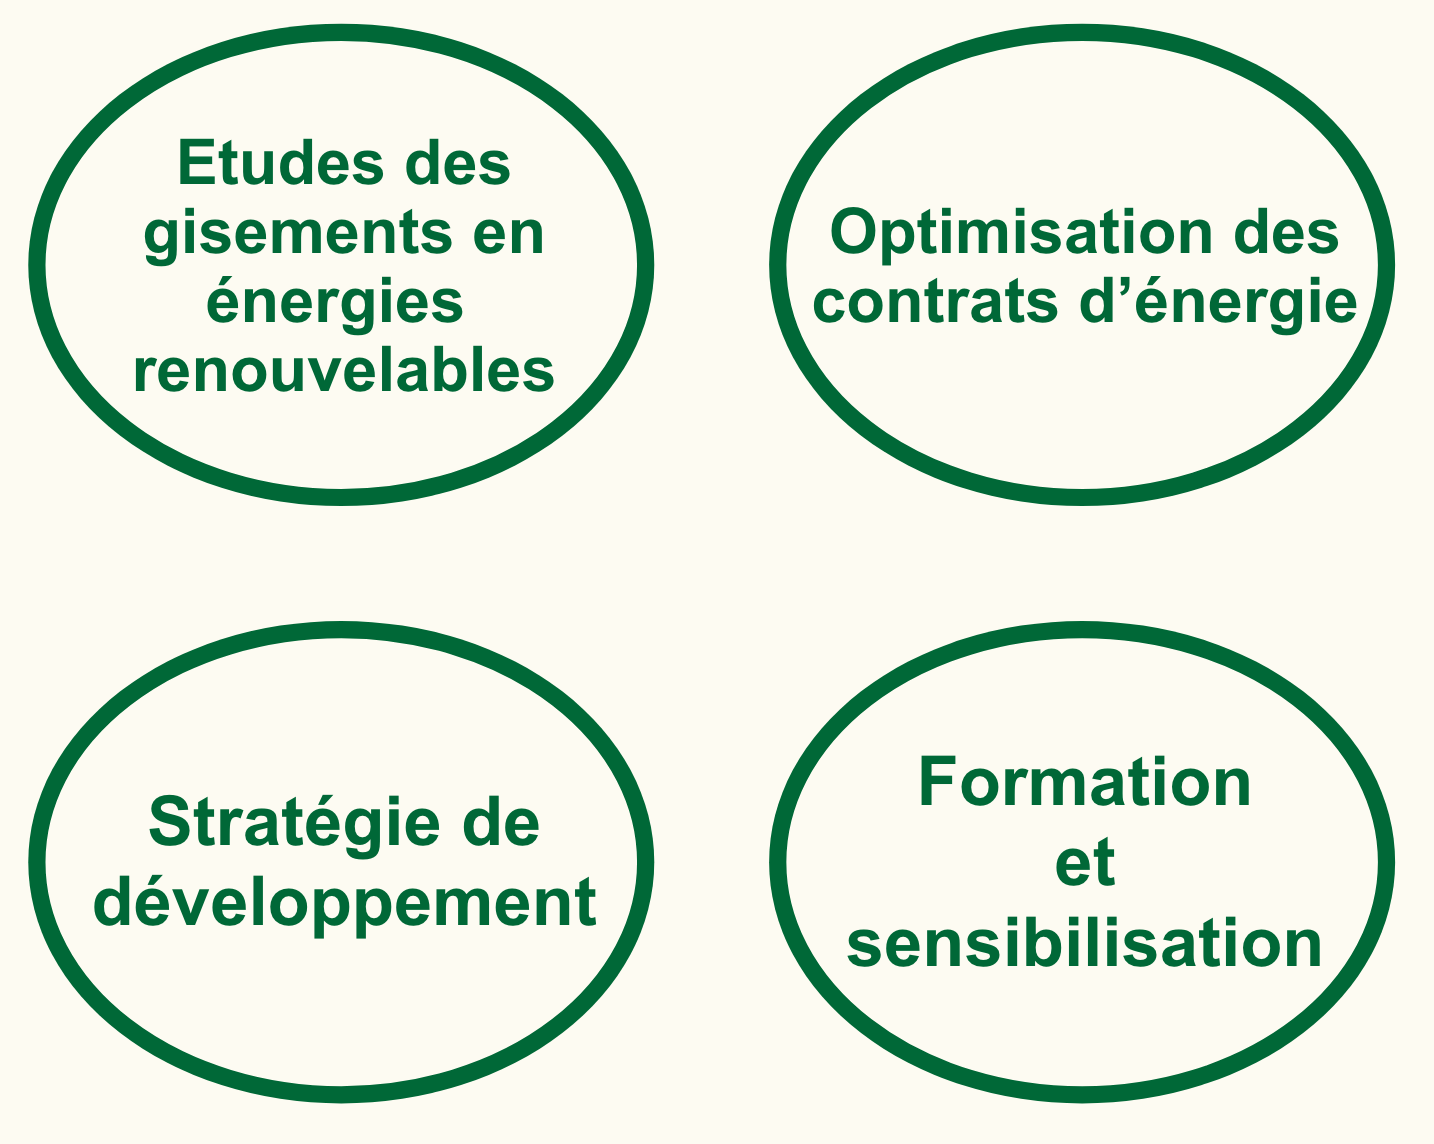 Etudes des
gisements en
énergies
renouvelables
Optimisation des
contrats d’énergie
Stratégie de
développement
Formation
et
sensibilisation